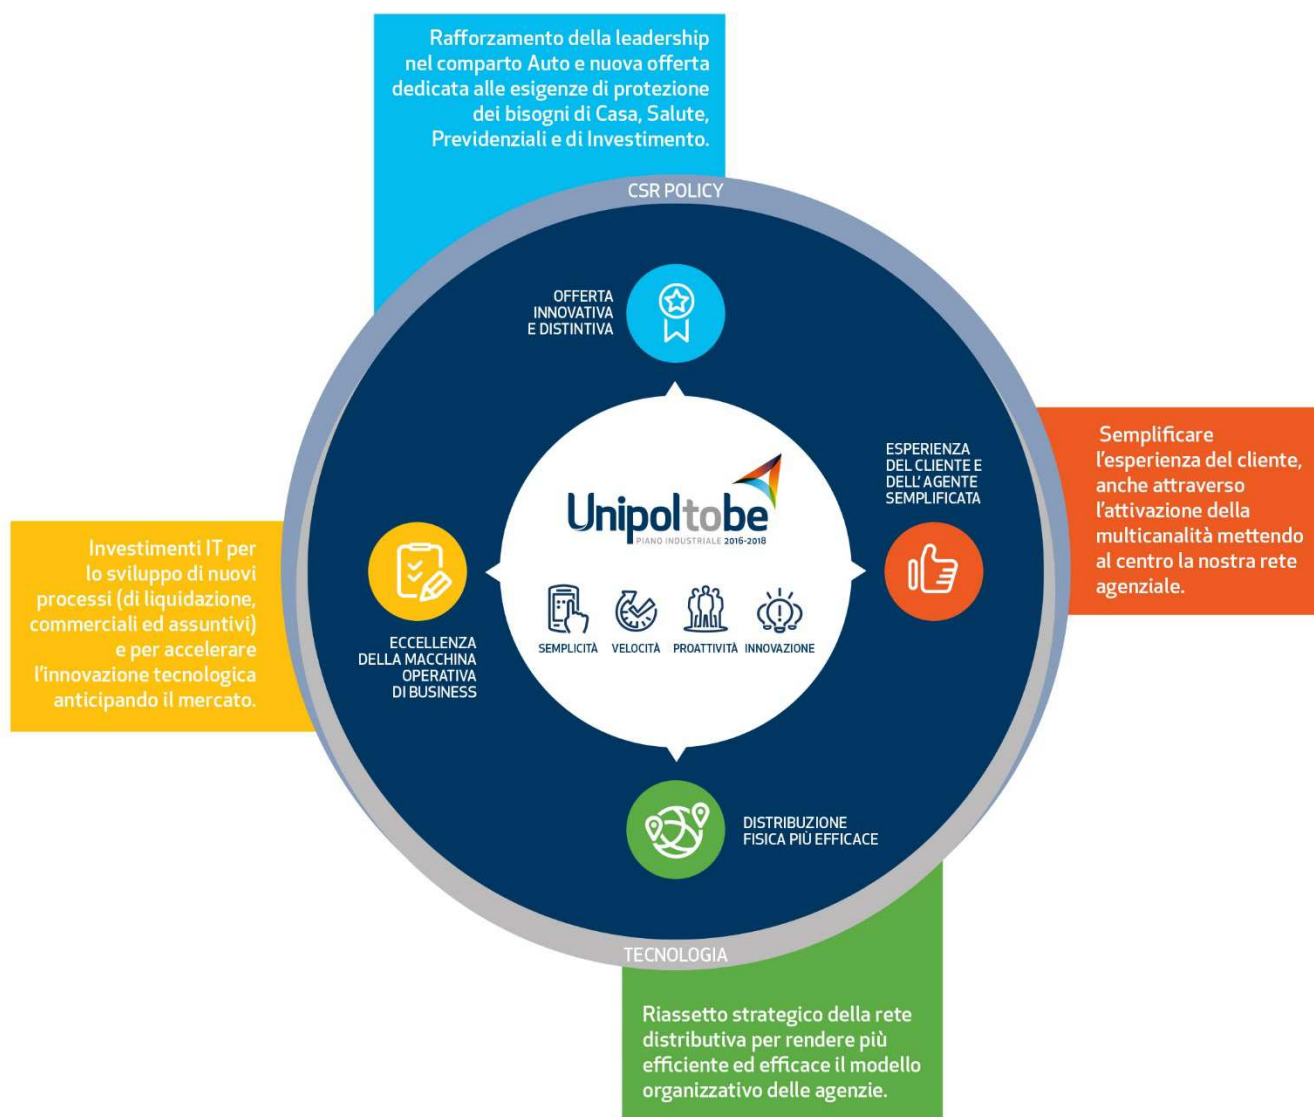 Rafforzamento della leadership
nel comparto Auto e nuova offerta
dedicata alle esigenze di protezione
dei bisogni di Casa, Salute,
Previdenziali e di Investimento.
CSR POLICY
OFFERTA
INNOVATIVA
E DISTINTIVA
ESPERIENZA
DEL CLIENTE E
DELL'AGENTE
SEMPLIFICATA
Semplificare
l'esperienza del cliente,
anche attraverso
l'attivazione della
multicanalità mettendo
al centro la nostra rete
agenziale.
Unipoltobe
PIANO INDUSTRIALE 2016-2018
SEMPLICITÀ VELOCITÀ PROATTIVITÀ INNOVAZIONE
Investimenti IT per
lo sviluppo di nuovi
processi (di liquidazione,
commerciali ed assuntivi)
e per accelerare
l'innovazione tecnologica
anticipando il mercato.
ECCELLENZA
DELLA MACCHINA
OPERATIVA
DI BUSINESS
DISTRIBUZIONE
FISICA PIÙ EFFICACE
TECNOLOGIA
Riassetto strategico della rete
distributiva per rendere più
efficiente ed efficace il modello
organizzativo delle agenzie.